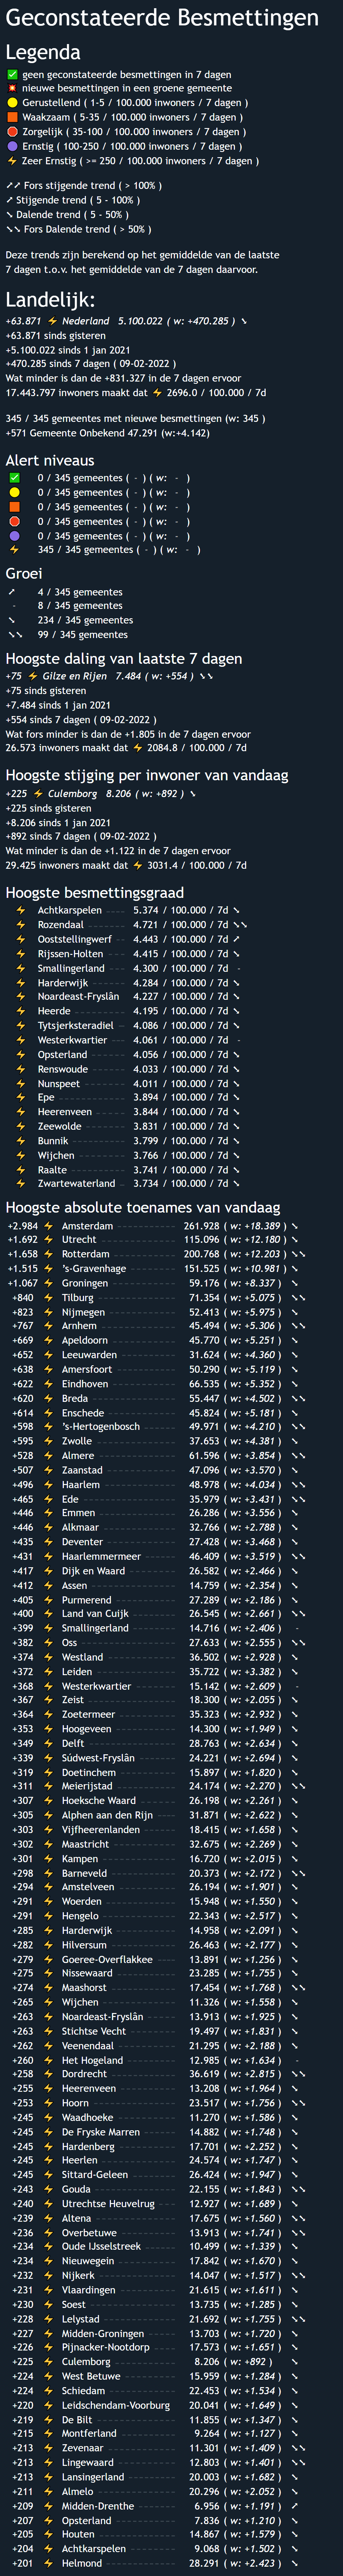 Geconstateerde Besmettingen
Legenda
✅ geen geconstateerde besmettingen in 7 dagen
nieuwe besmettingen in een groene gemeente
Gerustellend ( 1-5 / 100.000 inwoners / 7 dagen )
Waakzaam ( 5-35 / 100.000 inwoners / 7 dagen )
Zorgelijk ( 35-100 / 100.000 inwoners / 7 dagen )
Ernstig ( 100-250 / 100.000 inwoners / 7 dagen )
⚡ Zeer Ernstig ( >= 250 / 100.000 inwoners / 7 dagen )
↗↗ Fors stijgende trend ( > 100% )
↗ Stijgende trend ( 5 - 100% )
↘ Dalende trend ( 5 - 50% )
↘↘ Fors Dalende trend ( > 50% )
Deze trends zijn berekend op het gemiddelde van de laatste
7 dagen t.o.v. het gemiddelde van de 7 dagen daarvoor.
Landelijk:
+63.871 ⚡ Nederland 5.100.022 ( w: +470.285 ) ↘
+63.871 sinds gisteren
+5.100.022 sinds 1 jan 2021
+470.285 sinds 7 dagen ( 09-02-2022 )
Wat minder is dan de +831.327 in de 7 dagen ervoor
17.443.797 inwoners maakt dat ⚡ 2696.0 / 100.000 / 7d
345 / 345 gemeentes met nieuwe besmettingen (w: 345 )
+571 Gemeente Onbekend 47.291 (w:+4.142)
Alert niveaus
✅ 0 / 345 gemeentes ( - ) ( w: - )
0 / 345 gemeentes ( - ) ( w: - )
0 / 345 gemeentes ( - ) ( w: - )
0 / 345 gemeentes ( - ) ( w: - )
0 / 345 gemeentes ( - ) ( w: - )
⚡ 345 / 345 gemeentes ( - ) ( w: - )
Groei
↗ 4 / 345 gemeentes
- 8 / 345 gemeentes
↘ 234 / 345 gemeentes
↘↘ 99 / 345 gemeentes
Hoogste daling van laatste 7 dagen
+75 ⚡ Gilze en Rijen 7.484 ( w: +554 ) ↘↘
+75 sinds gisteren
+7.484 sinds 1 jan 2021
+554 sinds 7 dagen ( 09-02-2022 )
Wat fors minder is dan de +1.805 in de 7 dagen ervoor
26.573 inwoners maakt dat ⚡ 2084.8 / 100.000 / 7d
Hoogste stijging per inwoner van vandaag
+225 ⚡ Culemborg 8.206 ( w: +892 ) ↘
+225 sinds gisteren
+8.206 sinds 1 jan 2021
+892 sinds 7 dagen ( 09-02-2022 )
Wat minder is dan de +1.122 in de 7 dagen ervoor
29.425 inwoners maakt dat ⚡ 3031.4 / 100.000 / 7d
Hoogste besmettingsgraad
⚡ Achtkarspelen 5.374 / 100.000 / 7d ↘
⚡ Rozendaal 4.721 / 100.000 / 7d ↘↘
⚡ Ooststellingwerf 4.443 / 100.000 / 7d ↗
⚡ Rijssen-Holten 4.415 / 100.000 / 7d ↘
⚡ Smallingerland 4.300 / 100.000 / 7d -
⚡ Harderwijk 4.284 / 100.000 / 7d ↘
⚡ Noardeast-Fryslân 4.227 / 100.000 / 7d ↘
⚡ Heerde 4.195 / 100.000 / 7d ↘
⚡ Tytsjerksteradiel 4.086 / 100.000 / 7d ↘
⚡ Westerkwartier 4.061 / 100.000 / 7d -
⚡ Opsterland 4.056 / 100.000 / 7d ↘
⚡ Renswoude 4.033 / 100.000 / 7d ↘
⚡ Nunspeet 4.011 / 100.000 / 7d ↘
⚡ Epe 3.894 / 100.000 / 7d ↘
⚡ Heerenveen 3.844 / 100.000 / 7d ↘
⚡ Zeewolde 3.831 / 100.000 / 7d ↘
⚡ Bunnik 3.799 / 100.000 / 7d ↘
⚡ Wijchen 3.766 / 100.000 / 7d ↘
⚡ Raalte 3.741 / 100.000 / 7d ↘
⚡ Zwartewaterland 3.734 / 100.000 / 7d ↘
Hoogste absolute toenames van vandaag
+2.984 ⚡ Amsterdam 261.928 ( w: +18.389 ) ↘
+1.692 ⚡ Utrecht 115.096 ( w: +12.180 ) ↘
+1.658 ⚡ Rotterdam 200.768 ( w: +12.203 ) ↘↘
+1.515 ⚡ 's-Gravenhage 151.525 ( w: +10.981 ) ↘
+1.067 ⚡ Groningen 59.176 ( w: +8.337 ) ↘
+840 ⚡ Tilburg 71.354 ( w: +5.075 ) ↘↘
+823 ⚡ Nijmegen 52.413 ( w: +5.975 ) ↘
+767 ⚡ Arnhem 45.494 ( w: +5.306 ) ↘↘
+669 ⚡ Apeldoorn 45.770 ( w: +5.251 ) ↘
+652 ⚡ Leeuwarden 31.624 ( w: +4.360 ) ↘
+638 ⚡ Amersfoort 50.290 ( w: +5.119 ) ↘
+622 ⚡ Eindhoven 66.535 ( w: +5.352 ) ↘
+620 ⚡ Breda 55.447 ( w: +4.502 ) ↘↘
+614 ⚡ Enschede 45.824 ( w: +5.181 ) ↘
+598 ⚡ 's-Hertogenbosch 49.971 ( w: +4.210 ) ↘↘
+595 ⚡ Zwolle 37.653 ( w: +4.381 ) ↘
+528 ⚡ Almere 61.596 ( w: +3.854 ) ↘↘
+507 ⚡ Zaanstad 47.096 ( w: +3.570 ) ↘
+496 ⚡ Haarlem 48.978 ( w: +4.034 ) ↘↘
+465 ⚡ Ede 35.979 ( w: +3.431 ) ↘↘
+446 ⚡ Emmen 26.286 ( w: +3.556 ) ↘
+446 ⚡ Alkmaar 32.766 ( w: +2.788 ) ↘
+435 ⚡ Deventer 27.428 ( w: +3.468 ) ↘
+431 ⚡ Haarlemmermeer 46.409 ( w: +3.519 ) ↘↘
+417 ⚡ Dijk en Waard 26.582 ( w: +2.466 ) ↘
+412 ⚡ Assen 14.759 ( w: +2.354 ) ↘
+405 ⚡ Purmerend 27.289 ( w: +2.186 ) ↘
+400 ⚡ Land van Cuijk 26.545 ( w: +2.661 ) ↘↘
+399 ⚡ Smallingerland 14.716 ( w: +2.406 ) -
+382 ⚡ Oss 27.633 ( w: +2.555 ) ↘↘
+374 ⚡ Westland 36.502 ( w: +2.928 ) ↘
+372 ⚡ Leiden 35.722 ( w: +3.382 ) ↘
+368 ⚡ Westerkwartier 15.142 ( w: +2.609 ) -
+367 ⚡ Zeist 18.300 ( w: +2.055 ) ↘
+364 ⚡ Zoetermeer 35.323 ( w: +2.932 ) ↘
+353 ⚡ Hoogeveen 14.300 ( w: +1.949 ) ↘
+349 ⚡ Delft 28.763 ( w: +2.634 ) ↘
+339 ⚡ Súdwest-Fryslân 24.221 ( w: +2.694 ) ↘
+319 ⚡ Doetinchem 15.897 ( w: +1.820 ) ↘
+311 ⚡ Meierijstad 24.174 ( w: +2.270 ) ↘↘
+307 ⚡ Hoeksche Waard 26.198 ( w: +2.261 ) ↘
+305 ⚡ Alphen aan den Rijn 31.871 ( w: +2.622 ) ↘
+303 ⚡ Vijfheerenlanden 18.415 ( w: +1.658 ) ↘
+302 ⚡ Maastricht 32.675 ( w: +2.269 ) ↘
+301 ⚡ Kampen 16.720 ( w: +2.015 ) ↘
+298 ⚡ Barneveld 20.373 ( w: +2.172 ) ↘↘
+294 ⚡ Amstelveen 26.194 ( w: +1.901 ) ↘
+291 ⚡ Woerden 15.948 ( w: +1.550 ) ↘
+291 ⚡ Hengelo 22.343 ( w: +2.517 ) ↘
+285 ⚡ Harderwijk 14.958 ( w: +2.091 ) ↘
+282 ⚡ Hilversum 26.463 ( w: +2.177 ) ↘
+279 ⚡ Goeree-Overflakkee 13.891 ( w: +1.256 ) ↘
+275 ⚡ Nissewaard 23.285 ( w: +1.755 ) ↘
+274 ⚡ Maashorst 17.454 ( w: +1.768 ) ↘↘
+265 ⚡ Wijchen 11.326 ( w: +1.558 ) ↘
+263 ⚡ Noardeast-Fryslân 13.913 ( w: +1.925 ) ↘
+263 ⚡ Stichtse Vecht 19.497 ( w: +1.831 ) ↘
+262 ⚡ Veenendaal 21.295 ( w: +2.188 ) ↘
+260 ⚡ Het Hogeland 12.985 ( w: +1.634 ) -
+258 ⚡ Dordrecht 36.619 ( w: +2.815 ) ↘↘
+255 ⚡ Heerenveen 13.208 ( w: +1.964 ) ↘
+253 ⚡ Hoorn 23.517 ( w: +1.756 ) ↘↘
+245 ⚡ Waadhoeke 11.270 ( w: +1.586 ) ↘
+245 ⚡ De Fryske Marren 14.882 ( w: +1.748 ) ↘
+245 ⚡ Hardenberg 17.701 ( w: +2.252 ) ↘
+245 ⚡ Heerlen 24.574 ( w: +1.747 ) ↘
+245 ⚡ Sittard-Geleen 26.424 ( w: +1.947 ) ↘
+243 ⚡ Gouda 22.155 ( w: +1.843 ) ↘↘
+240 ⚡ Utrechtse Heuvelrug 12.927 ( w: +1.689 ) ↘
+239 ⚡ Altena 17.675 ( w: +1.560 ) ↘↘
+236 ⚡ Overbetuwe 13.913 ( w: +1.741 ) ↘↘
+234 ⚡ Oude IJsselstreek 10.499 ( w: +1.339 ) ↘
+234 ⚡ Nieuwegein 17.842 ( w: +1.670 ) ↘
+232 ⚡ Nijkerk 14.047 ( w: +1.517 ) ↘↘
+231 ⚡ Vlaardingen 21.615 ( w: +1.611 ) ↘
+230 ⚡ Soest 13.735 ( w: +1.285 ) ↘
+228 ⚡ Lelystad 21.692 ( w: +1.755 ) ↘↘
+227 ⚡ Midden-Groningen 13.703 ( w: +1.720 ) ↘
+226 ⚡ Pijnacker-Nootdorp 17.573 ( w: +1.651 ) ↘
+225 ⚡ Culemborg 8.206 ( w: +892 ) ↘
+224 ⚡ West Betuwe 15.959 ( w: +1.284 ) ↘
+224 ⚡ Schiedam 22.453 ( w: +1.534 ) ↘
+220 ⚡ Leidschendam-Voorburg 20.041 ( w: +1.649 ) ↘
+219 ⚡ De Bilt 11.855 ( w: +1.347 ) ↘
+215 ⚡ Montferland 9.264 ( w: +1.127 ) ↘
+213 ⚡ Zevenaar 11.301 ( w: +1.409 ) ↘↘
+213 ⚡ Lingewaard 12.803 ( w: +1.401 ) ↘↘
+213 ⚡ Lansingerland 20.003 ( w: +1.682 ) ↘
+211 ⚡ Almelo 20.296 ( w: +2.052 ) ↘
+209 ⚡ Midden-Drenthe 6.956 ( w: +1.191 ) ↗
+207 ⚡ Opsterland 7.836 ( w: +1.210 ) ↘
+205 ⚡ Houten 14.867 ( w: +1.579 ) ↘
+204 ⚡ Achtkarspelen 9.068 ( w: +1.502 ) ↘
+201 ⚡ Helmond 28.291 ( w: +2.423 ) ↘